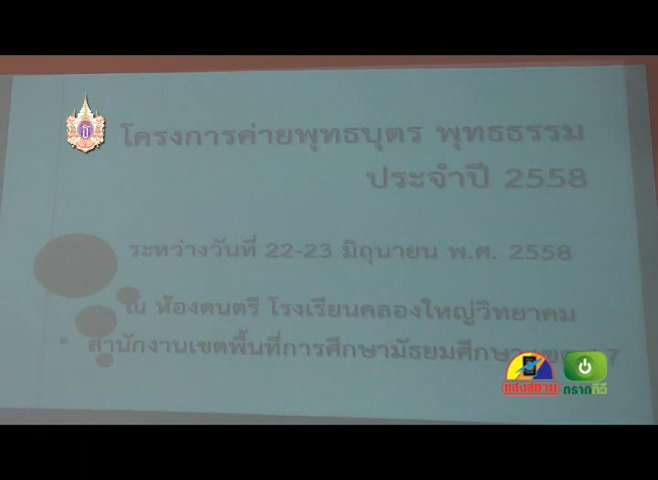 โครงการค่ายพุทธบุตร พุทธธรรม
ประจำปี 2558
ระหว่างวันที่ 22-23 มิถุนายน พ.ศ. 2558
ณ ห้องดนตรี โรงเรียนคลองใหญ่วิทยาคม
สำนักงานเขตพื้นที่การศึกษามัธยมศึกษา
แสงสยาม
ตราดทีวี